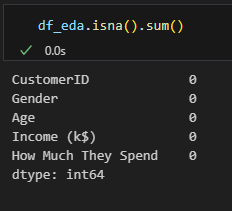 df_eda.isna().sum()
0.0s
CustomerID 0
Gender 0
Age 0
Income (k$) 0
How Much They Spend 0
dtype: int64